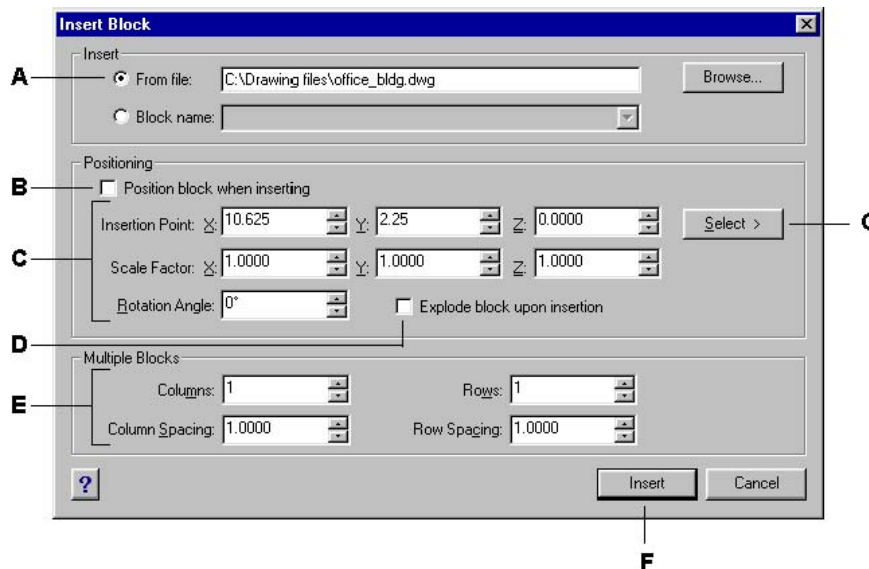 Insert Block
Insert
A From file: C:\Drawing files\office_bldg.dwg Browse...
Block name:
Positioning
B Position block when inserting
Insertion Point: X: 10.625 Y: 2.25 Z: 0.0000 Select >
C Scale Factor: X: 1.0000 Y: 1.0000 Z: 1.0000
Rotation Angle: 0° Explode block upon insertion
D
Multiple Blocks
E Columns: 1 Rows: 1
Column Spacing: 1.0000 Row Spacing: 1.0000
? Insert Cancel
F